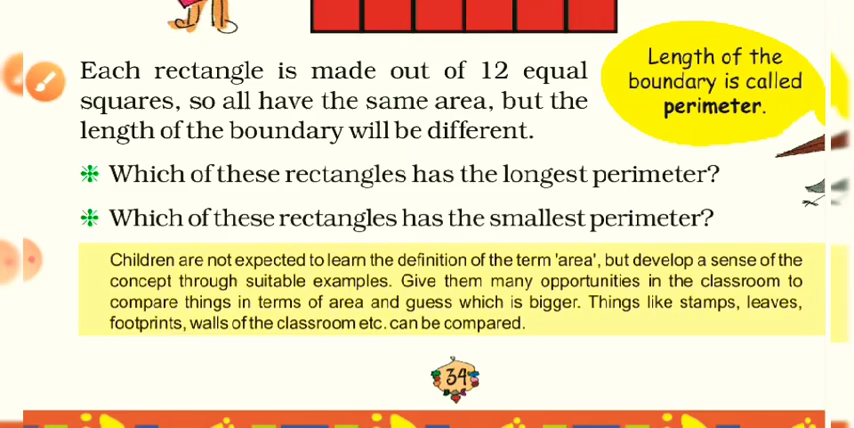 Length of the
boundary is called
perimeter.
Each rectangle is made out of 12 equal
squares, so all have the same area, but the
length of the boundary will be different.
Which of these rectangles has the longest perimeter?
Which of these rectangles has the smallest perimeter?
Children are not expected to learn the definition of the term 'area', but develop a sense of the
concept through suitable examples. Give them many opportunities in the classroom to
compare things in terms of area and guess which is bigger. Things like stamps, leaves,
footprints, walls of the classroom etc. can be compared.
34